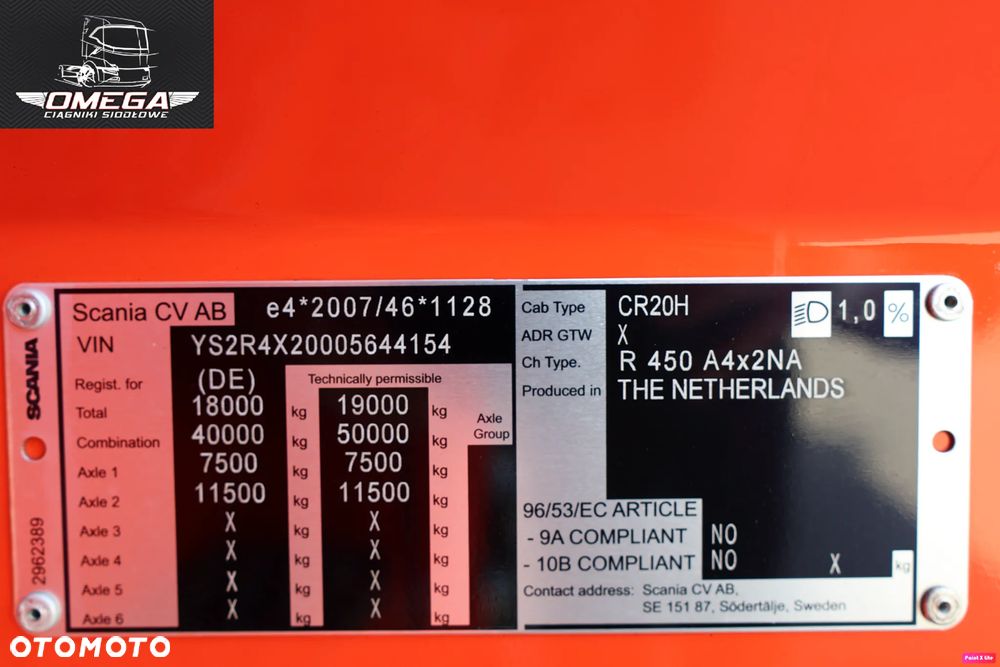 OMEGA
CIĄGNIKI SIODŁOWE
SCANIA
2962389
Scania CV AB e4*2007/46*1128
VIN YS2R4X20005644154
Regist. for (DE) Technically permissible
Total 18000 kg 19000 kg Axle Group
Combination 40000 kg 50000 kg
Axle 1 7500 kg 7500 kg
Axle 2 11500 kg 11500 kg
Axle 3 X kg X kg
Axle 4 X kg X kg
Axle 5 X kg X kg
Axle 6 X kg X kg
Cab Type CR20H 1,0 %
ADR GTW X
Ch Type. R 450 A4x2NA
Produced in THE NETHERLANDS
96/53/EC ARTICLE
- 9A COMPLIANT NO
- 10B COMPLIANT NO X kg
Contact address: Scania CV AB,
SE 151 87, Södertälje, Sweden
OTOMOTO
Paint X lite